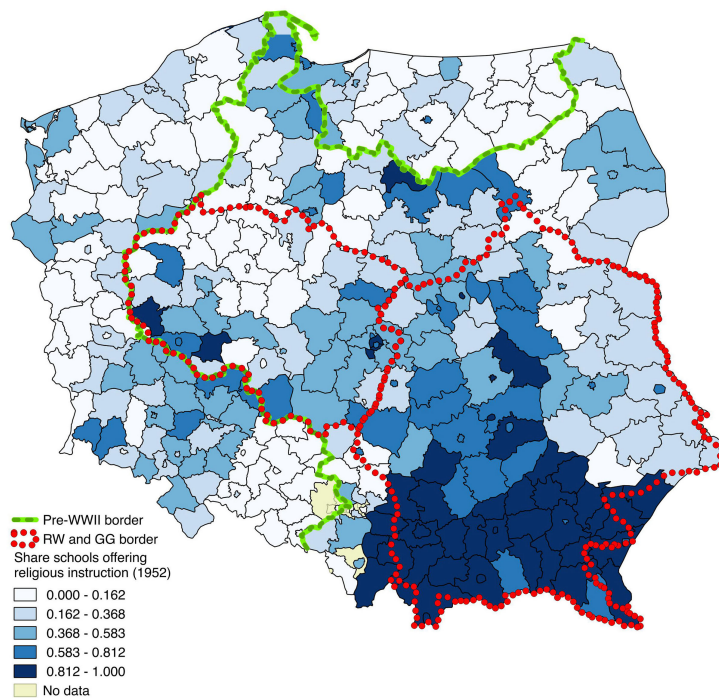 Pre-WWII border
RW and GG border
Share schools offering
religious instruction (1952)
0.000 - 0.162
0.162 - 0.368
0.368 - 0.583
0.583 - 0.812
0.812 - 1.000
No data